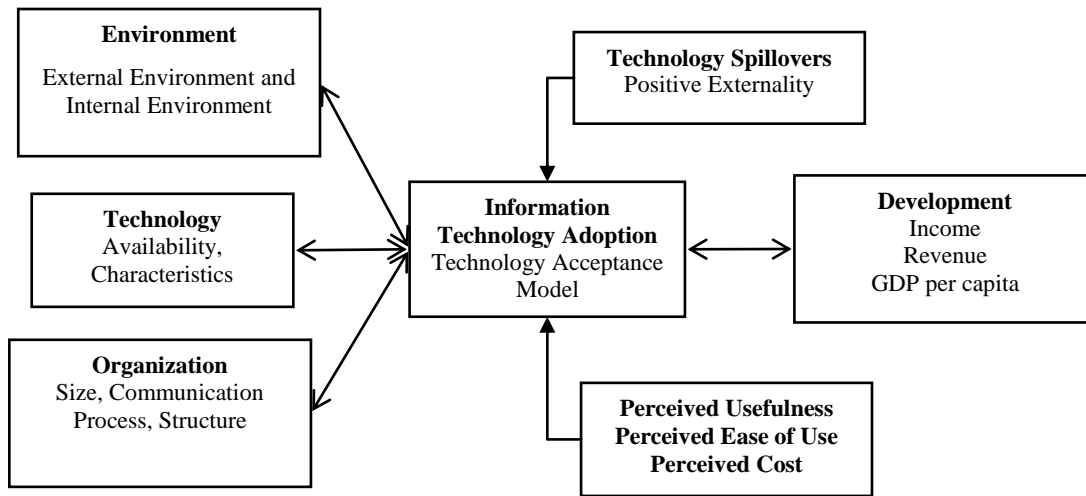 Environment
External Environment and
Internal Environment
Technology Spillovers
Positive Externality
Technology
Availability,
Characteristics
Information
Technology Adoption
Technology Acceptance
Model
Development
Income
Revenue
GDP per capita
Organization
Size, Communication
Process, Structure
Perceived Usefulness
Perceived Ease of Use
Perceived Cost